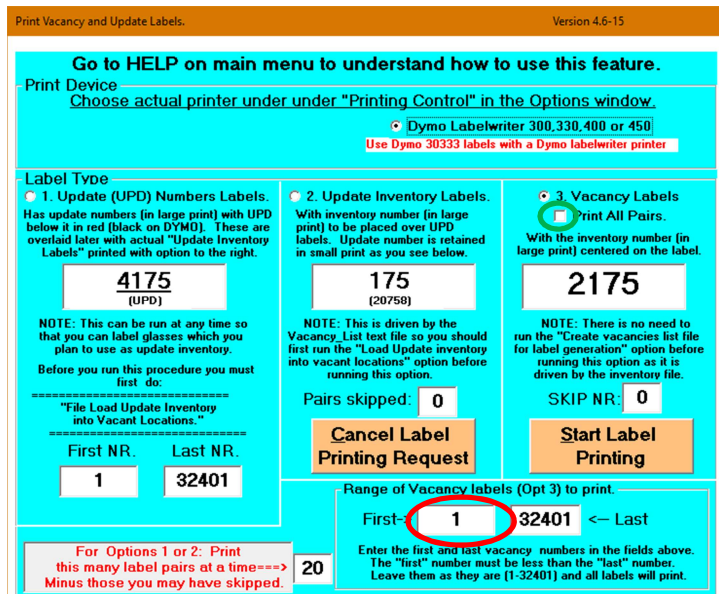 Print Vacancy and Update Labels.
Version 4.6-15
Go to HELP on main menu to understand how to use this feature.
Print Device
Choose actual printer under under "Printing Control" in the Options window.
Dymo Labelwriter 300,330,400 or 450
Use Dymo 30333 labels with a Dymo labelwriter printer
Label Type
1. Update (UPD) Numbers Labels.
Has update numbers (in large print) with UPD
below it in red (black on DYMO). These are
overlaid later with actual "Update Inventory
Labels" printed with option to the right.
4175
(UPD)
NOTE: This can be run at any time so
that you can label glasses which you
plan to use as update inventory.
Before you run this procedure you must
first do:
============================
"File Load Update Inventory
into Vacant Locations."
============================
First NR.
Last NR.
1
32401
2. Update Inventory Labels.
With inventory number (in large
print) to be placed over UPD
labels. Update number is retained
in small print as you see below.
175
(20758)
NOTE: This is driven by the
Vacancy_List text file so you should
first run the "Load Update inventory
into vacant locations" option before
running this option.
Pairs skipped: 0
Cancel Label
Printing Request
3. Vacancy Labels
Print All Pairs.
With the inventory number (in
large print) centered on the label.
2175
NOTE: There is no need to
run the "Create vacancies list file
for label generation" option before
running this option as it is
driven by the inventory file.
SKIP NR: 0
Start Label
Printing
Range of Vacancy labels (Opt 3) to print.
First-> 1 32401 <-- Last
Enter the first and last vacancy numbers in the fields above.
The "first" number must be less than the "last" number.
Leave them as they are (1-32401) and all labels will print.
For Options 1 or 2: Print
this many label pairs at a time===>
Minus those you may have skipped.
20